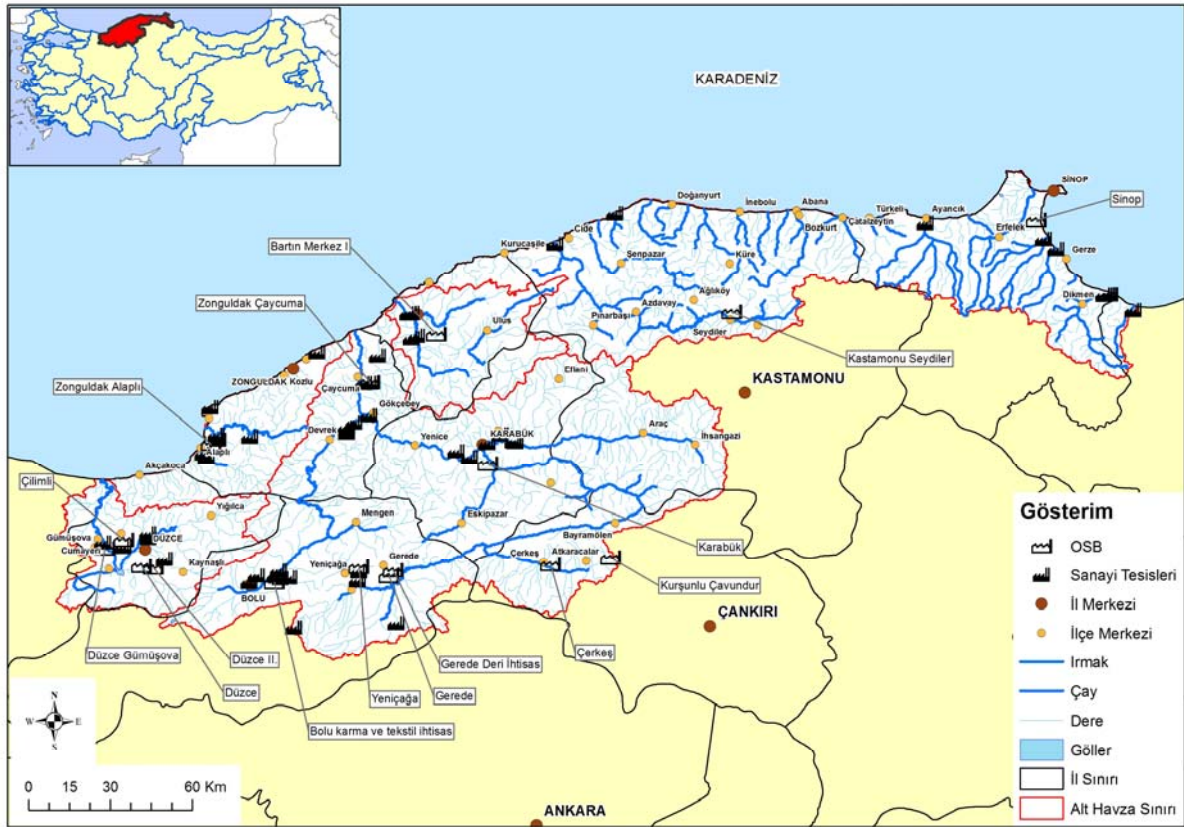 KARADENİZ
SİNOP
Sinop
Doğanyurt
İnebolu
Abana
Türkeli
Ayancık
Çatalzeytin
Bozkurt
Erfelek
Gerze
Cide
Kurucaşile
Bartın Merkez I
Şenpazar
Küre
Dikmen
Zonguldak Çaycuma
Ağlıköy
Azdavay
Pınarbaşı
Ulus
Seydiler
Kastamonu Seydiler
ZONGULDAK Kozlu
Zonguldak Alaplı
Çaycuma
Eflani
KASTAMONU
Gökçebey
Devrek
Yenice
KARABÜK
Araç
İhsangazi
Alaplı
Akçakoca
Çilimli
Yığılca
Mengen
Eskipazar
Bayramören
Karabük
Gümüşova
Cumayeri
DÜZCE
Kaynaşlı
Yeniçağa
Gerede
Çerkeş
Atkaracalar
Kurşunlu Çavundur
BOLU
ÇANKIRI
Düzce Gümüşova
Düzce II.
Düzce
Gerede Deri İhtisas
Gerede
Yeniçağa
Çerkeş
Bolu karma ve tekstil ihtisas
ANKARA
N
W E
S
0 15 30 60 Km
Gösterim
OSB
Sanayi Tesisleri
İl Merkezi
İlçe Merkezi
Irmak
Çay
Dere
Göller
İl Sınırı
Alt Havza Sınırı